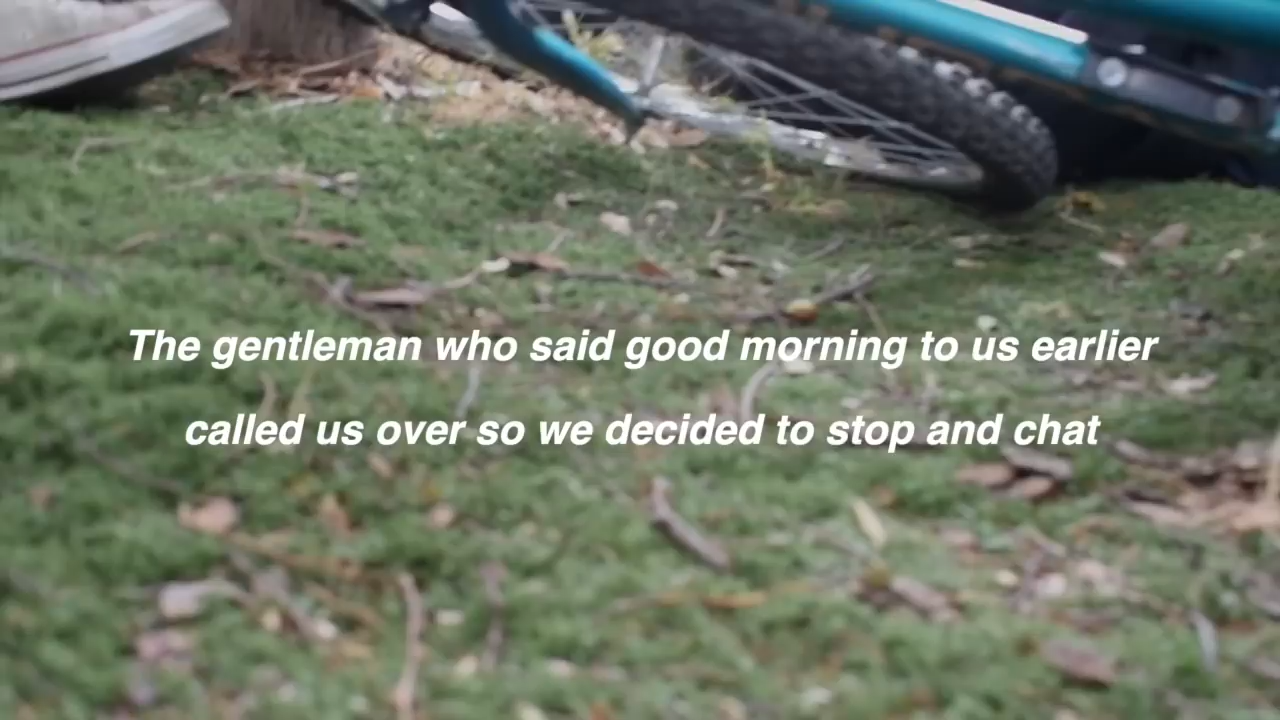 The gentleman who said good morning to us earlier
called us over so we decided to stop and chat